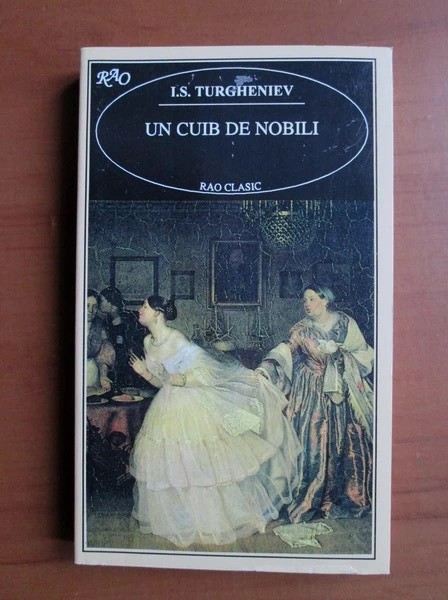 RAO
I.S. TURGHENIEV
UN CUIB DE NOBILI
RAO CLASIC